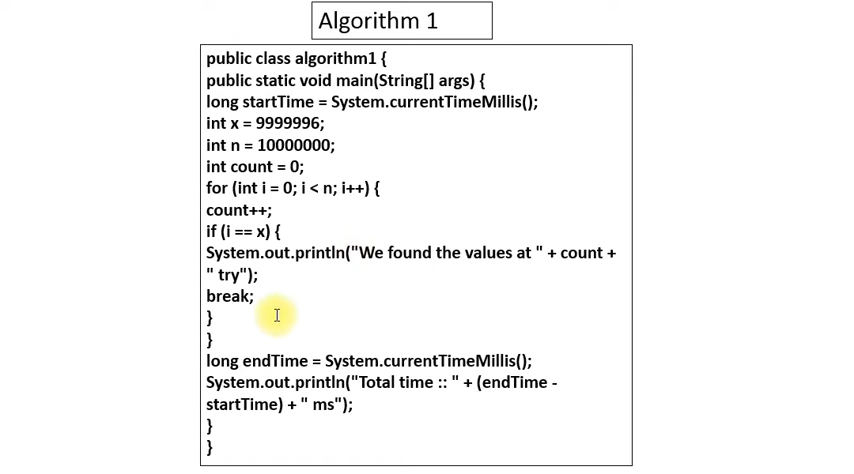 Algorithm 1
public class algorithm1 {
public static void main(String[] args) {
long startTime = System.currentTimeMillis();
int x = 9999996;
int n = 10000000;
int count = 0;
for (int i = 0; i < n; i++) {
count++;
if (i == x) {
System.out.println("We found the values at " + count +
" try");
break;
}
}
long endTime = System.currentTimeMillis();
System.out.println("Total time :: " + (endTime -
startTime) + " ms");
}
}